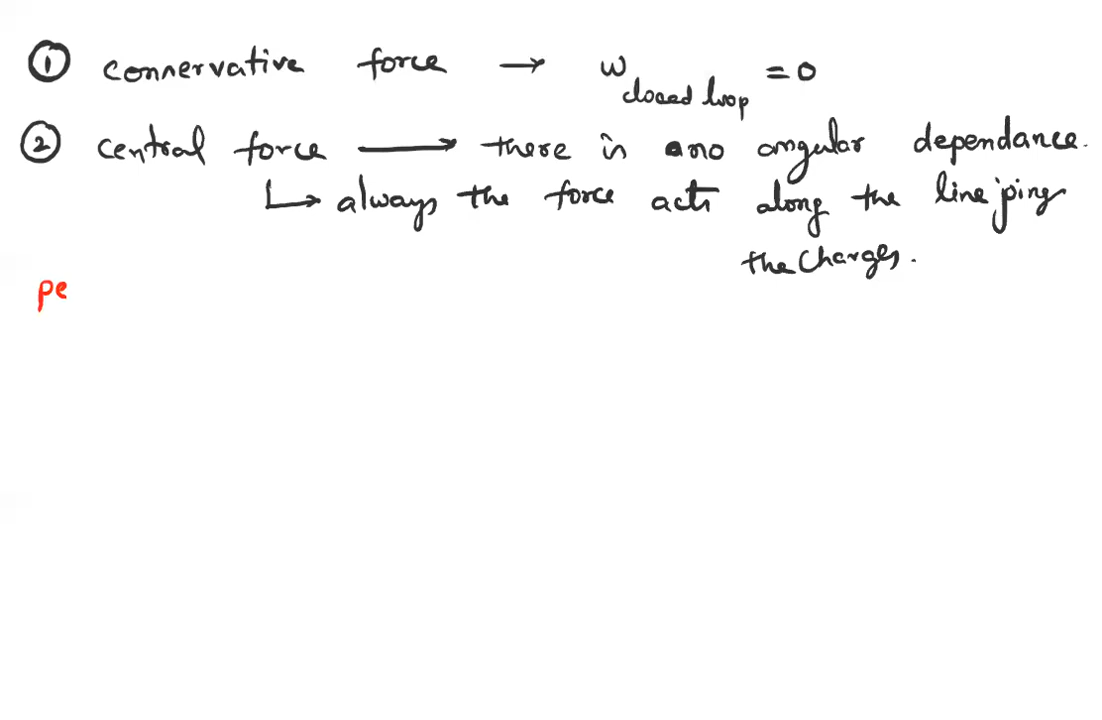 ① conservative force → W closed loop = 0
② central force → there is no angular dependance.
↳ always the force acts along the line joing
the charges.
pe